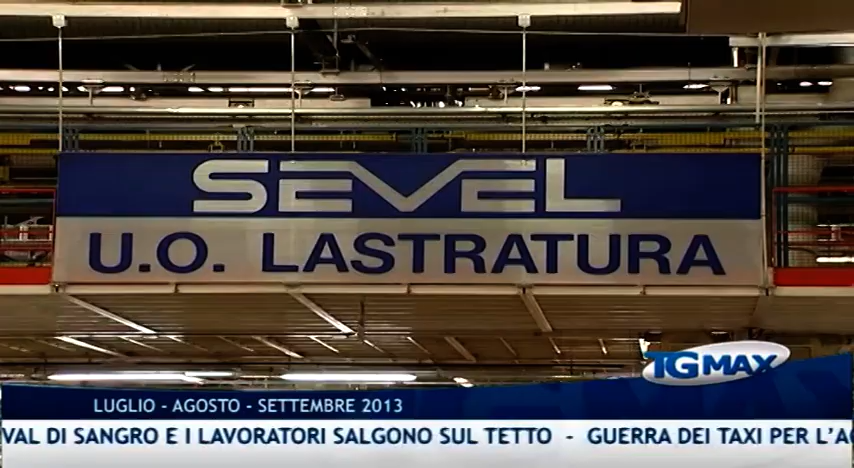 SEVEL
U.O. LASTRATURA
TGMAX
LUGLIO - AGOSTO - SETTEMBRE 2013
VAL DI SANGRO E I LAVORATORI SALGONO SUL TETTO - GUERRA DEI TAXI PER L'A